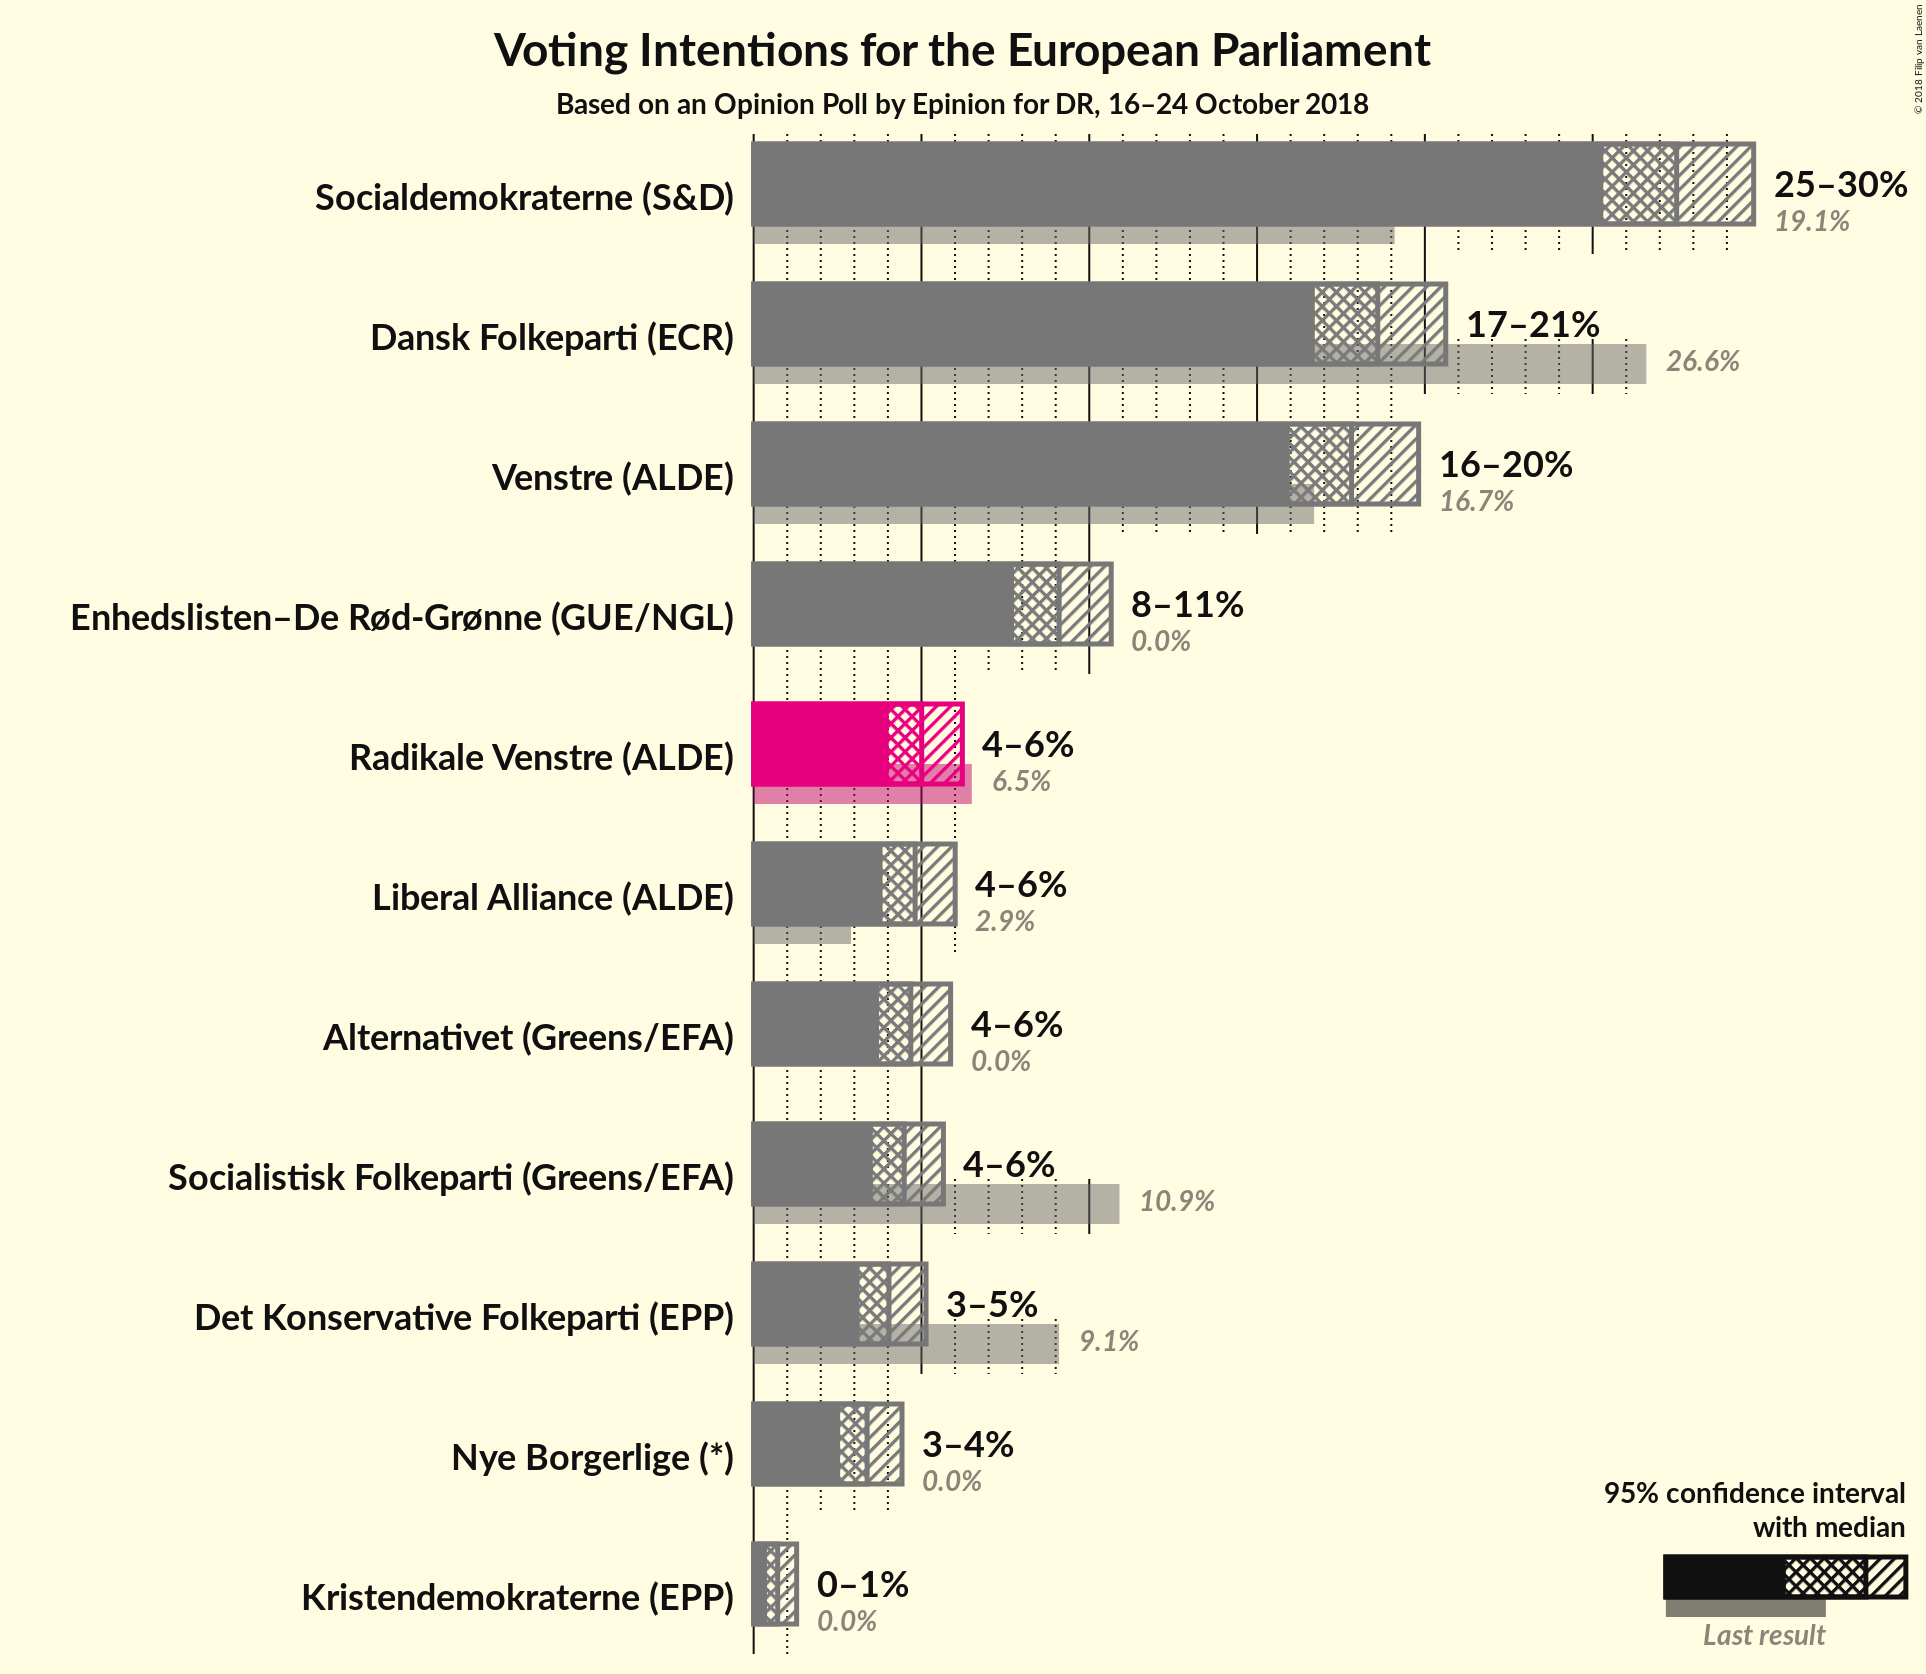 Voting Intentions for the European Parliament
Based on an Opinion Poll by Epinion for DR, 16–24 October 2018
© 2018 Filip van Laenen
Socialdemokraterne (S&D)
25–30%
19.1%
Dansk Folkeparti (ECR)
17–21%
26.6%
Venstre (ALDE)
16–20%
16.7%
Enhedslisten–De Rød-Grønne (GUE/NGL)
8–11%
0.0%
Radikale Venstre (ALDE)
4–6%
6.5%
Liberal Alliance (ALDE)
4–6%
2.9%
Alternativet (Greens/EFA)
4–6%
0.0%
Socialistisk Folkeparti (Greens/EFA)
4–6%
10.9%
Det Konservative Folkeparti (EPP)
3–5%
9.1%
Nye Borgerlige (*)
3–4%
0.0%
Kristendemokraterne (EPP)
0–1%
0.0%
95% confidence interval
with median
Last result